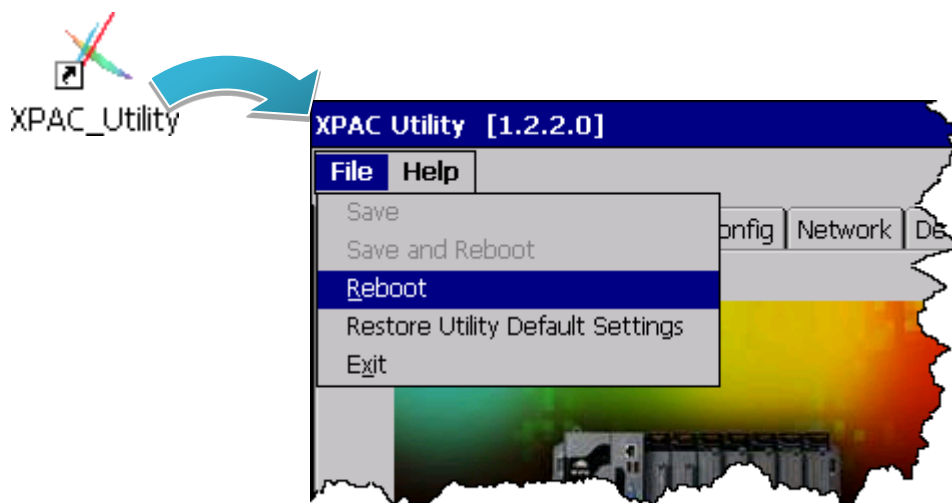 XPAC_Utility
XPAC Utility [1.2.2.0]
File Help
Save
Save and Reboot
Reboot
Restore Utility Default Settings
Exit
Network